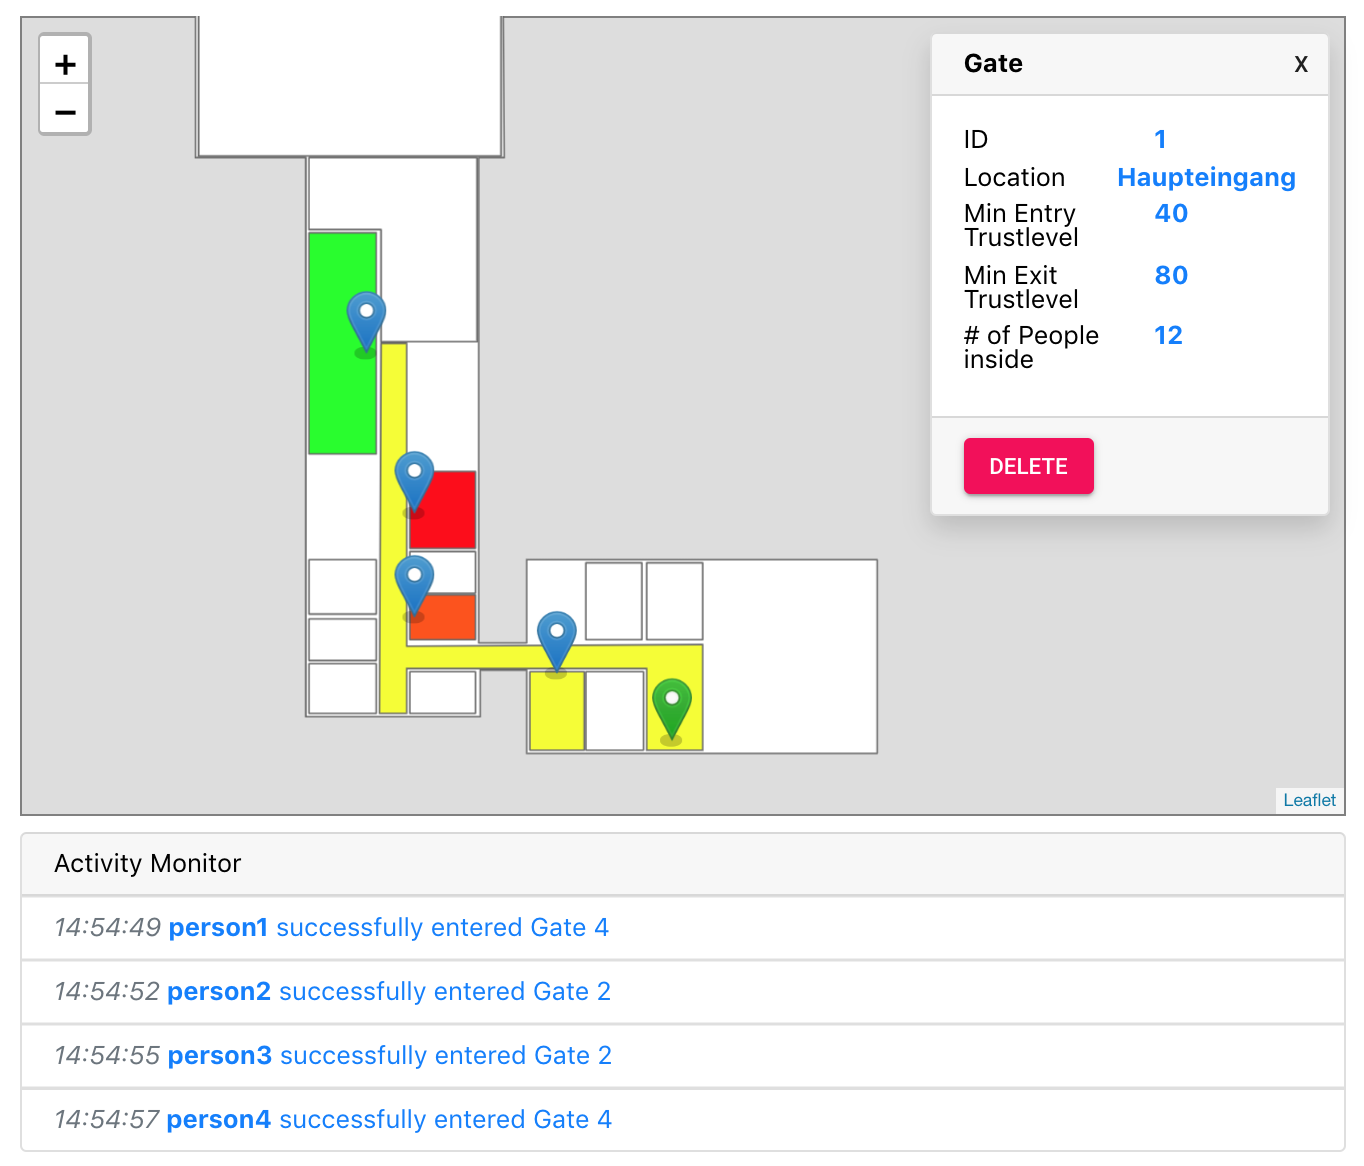 +
−
Gate X
ID 1
Location Haupteingang
Min Entry 40
Trustlevel
Min Exit 80
Trustlevel
# of People 12
inside
DELETE
Leaflet
Activity Monitor
14:54:49 person1 successfully entered Gate 4
14:54:52 person2 successfully entered Gate 2
14:54:55 person3 successfully entered Gate 2
14:54:57 person4 successfully entered Gate 4